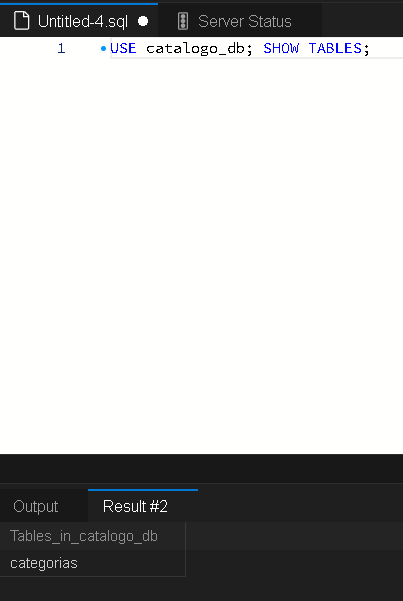 Untitled-4.sql
Server Status
1
USE catalogo_db; SHOW TABLES;
Output
Result #2
Tables_in_catalogo_db
categorias